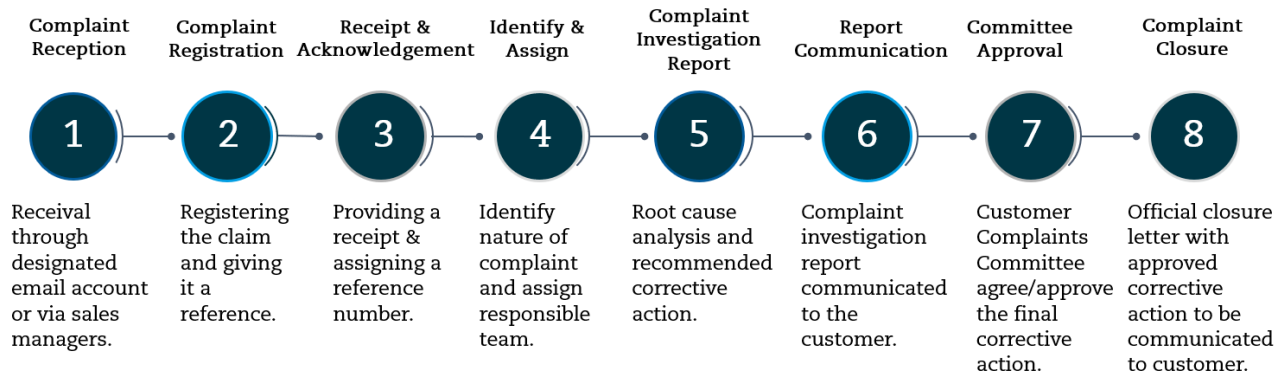 Complaint
Reception
Complaint
Registration
Receipt &
Acknowledgement
Identify &
Assign
Complaint
Investigation
Report
Report
Communication
Committee
Approval
Complaint
Closure
1
2
3
4
5
6
7
8
Receival
through
designated
email account
or via sales
managers.
Registering
the claim
and giving
it a
reference.
Providing a
receipt &
assigning a
reference
number.
Identify
nature of
complaint
and assign
responsible
team.
Root cause
analysis and
recommended
corrective
action.
Complaint
investigation
report
communicated
to the
customer.
Customer
Complaints
Committee
agree/approve
the final
corrective
action.
Official closure
letter with
approved
corrective
action to be
communicated
to customer.